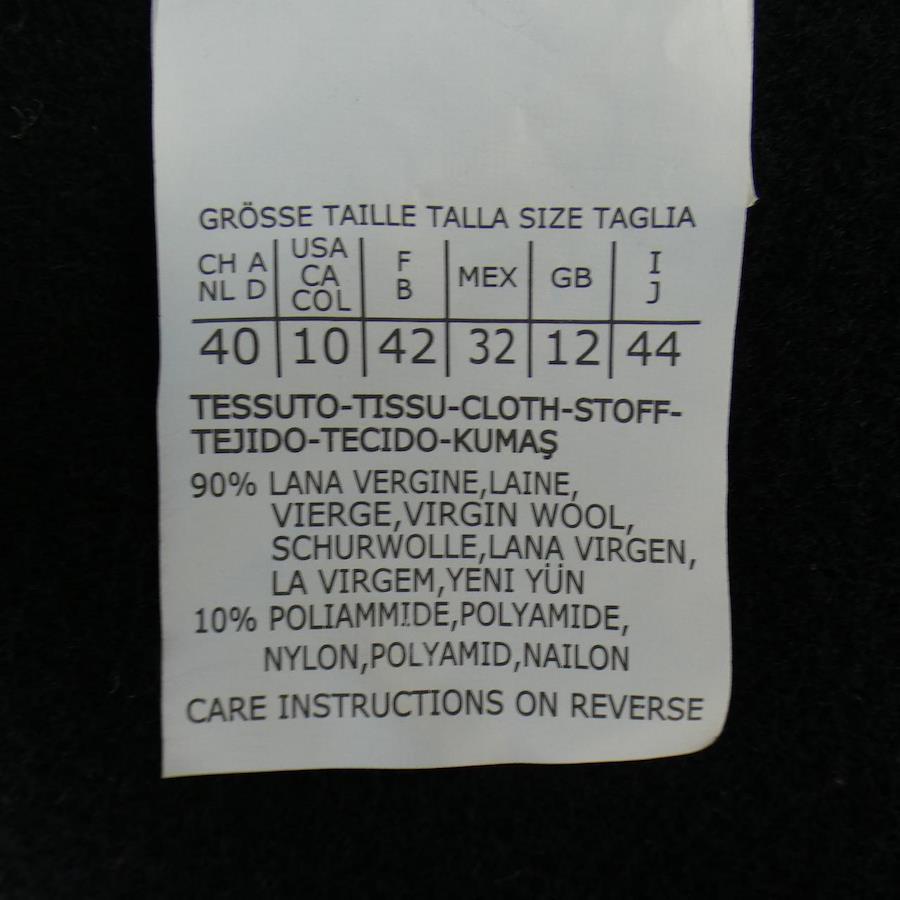 GRÖSSE TAILLE TALLA SIZE TAGLIA
CH A NL D | USA CA COL | F B | MEX | GB | I J
40 | 10 | 42 | 32 | 12 | 44
TESSUTO-TISSU-CLOTH-STOFF-
TEJIDO-TECIDO-KUMAŞ
90% LANA VERGINE,LAINE,
VIERGE,VIRGIN WOOL,
SCHURWOLLE,LANA VIRGEN,
LA VIRGEM,YENI YÜN
10% POLIAMMIDE,POLYAMIDE,
NYLON,POLYAMID,NAILON
CARE INSTRUCTIONS ON REVERSE